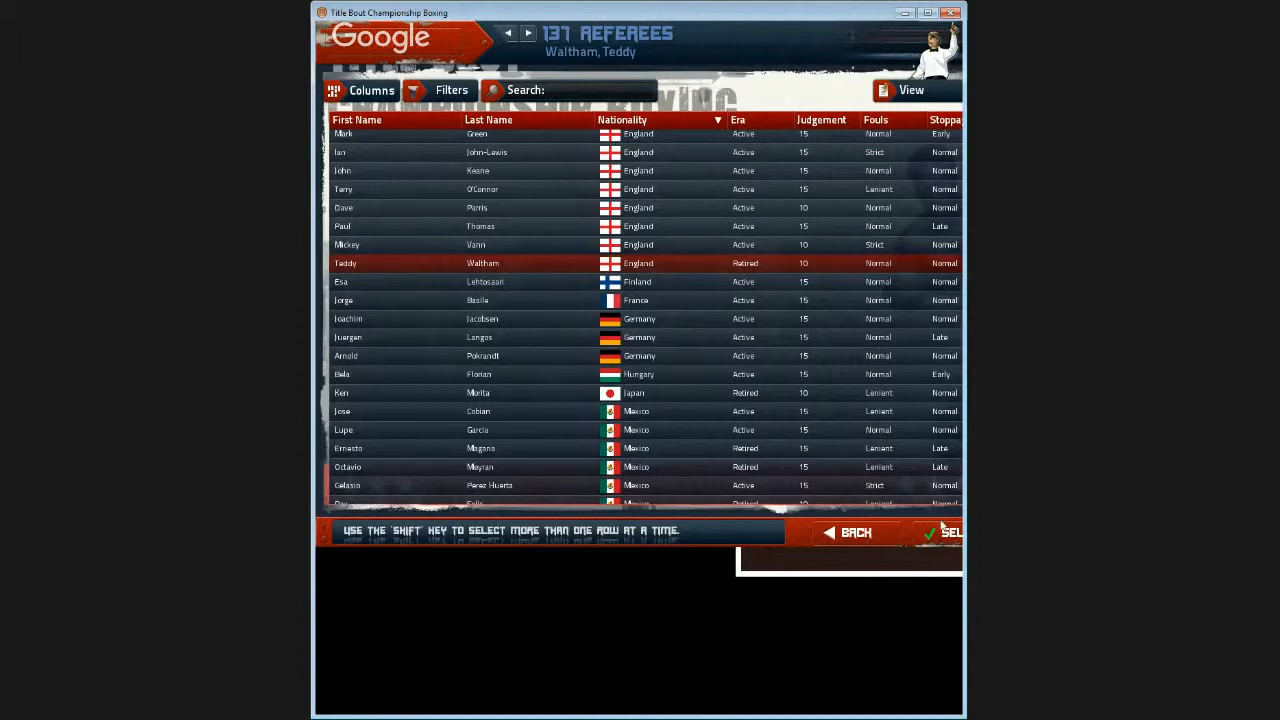 Title Bout Championship Boxing
Google
137 REFEREES
Waltham, Teddy
Columns Filters Search: View
CHAMPIONSHIP BOXING
First Name Last Name Nationality Era Judgement Fouls Stoppa
Mark Green England Active 15 Normal Early
Ian John-Lewis England Active 15 Strict Normal
John Keane England Active 15 Normal Normal
Terry O'Connor England Active 15 Lenient Normal
Dave Parris England Active 10 Normal Normal
Paul Thomas England Active 15 Normal Late
Mickey Vann England Active 10 Strict Normal
Teddy Waltham England Retired 10 Normal Normal
Esa Lehtosaari Finland Active 15 Normal Normal
Jorge Basile France Active 15 Normal Normal
Joachim Jacobsen Germany Active 15 Normal Normal
Juergen Langos Germany Active 15 Normal Late
Arnold Pokrandt Germany Active 15 Normal Normal
Bela Florian Hungary Active 15 Normal Early
Ken Morita Japan Retired 10 Lenient Normal
Jose Cobian Mexico Active 15 Lenient Normal
Lupe Garcia Mexico Active 15 Normal Normal
Ernesto Magana Mexico Retired 15 Lenient Late
Octavio Meyran Mexico Retired 15 Lenient Late
Gelasio Perez Huerta Mexico Active 15 Strict Normal
Mexico Retired 10 Lenient Normal
USE THE 'SHIFT' KEY TO SELECT MORE THAN ONE ROW AT A TIME. BACK SEL